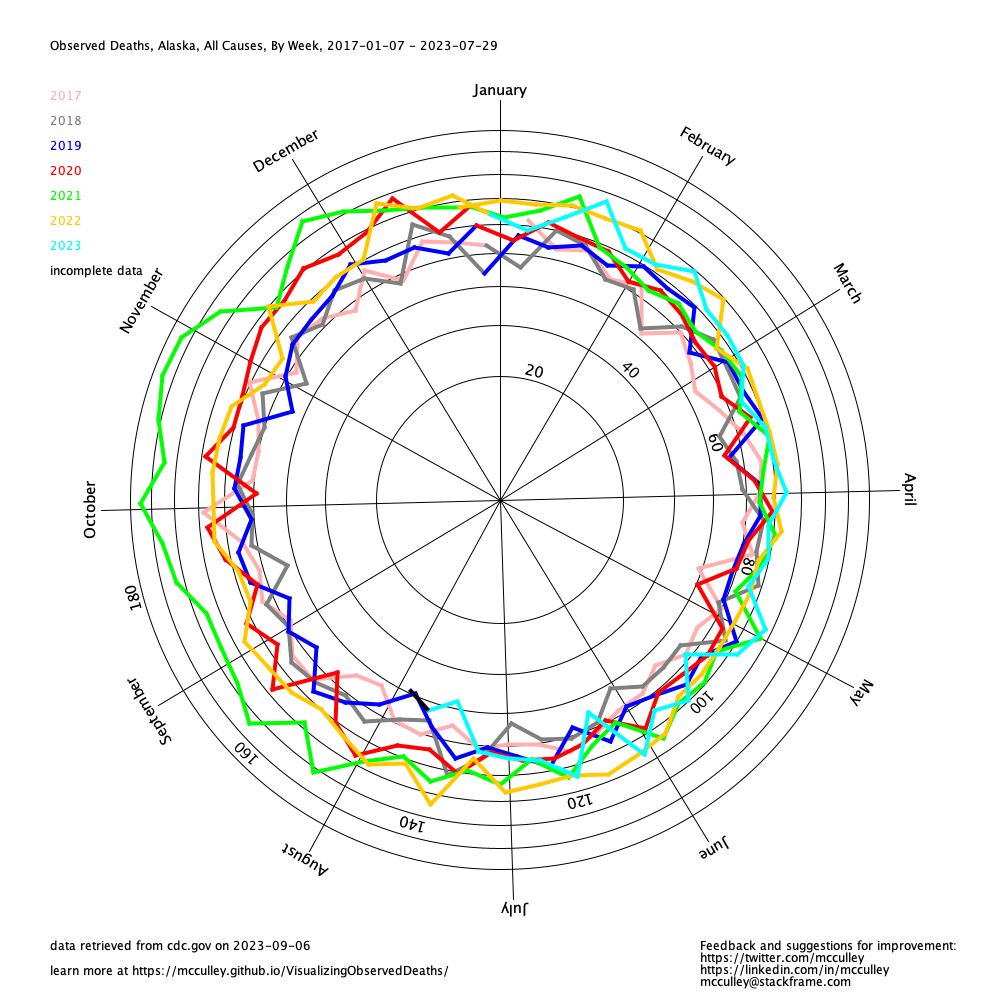 Observed Deaths, Alaska, All Causes, By Week, 2017-01-07 - 2023-07-29
2017
2018
2019
2020
2021
2022
2023
incomplete data
January
February
March
April
May
June
July
August
September
October
November
December
20
40
60
80
100
120
140
160
180
data retrieved from cdc.gov on 2023-09-06
learn more at https://mcculley.github.io/VisualizingObservedDeaths/
Feedback and suggestions for improvement:
https://twitter.com/mcculley
https://linkedin.com/in/mcculley
mcculley@stackframe.com